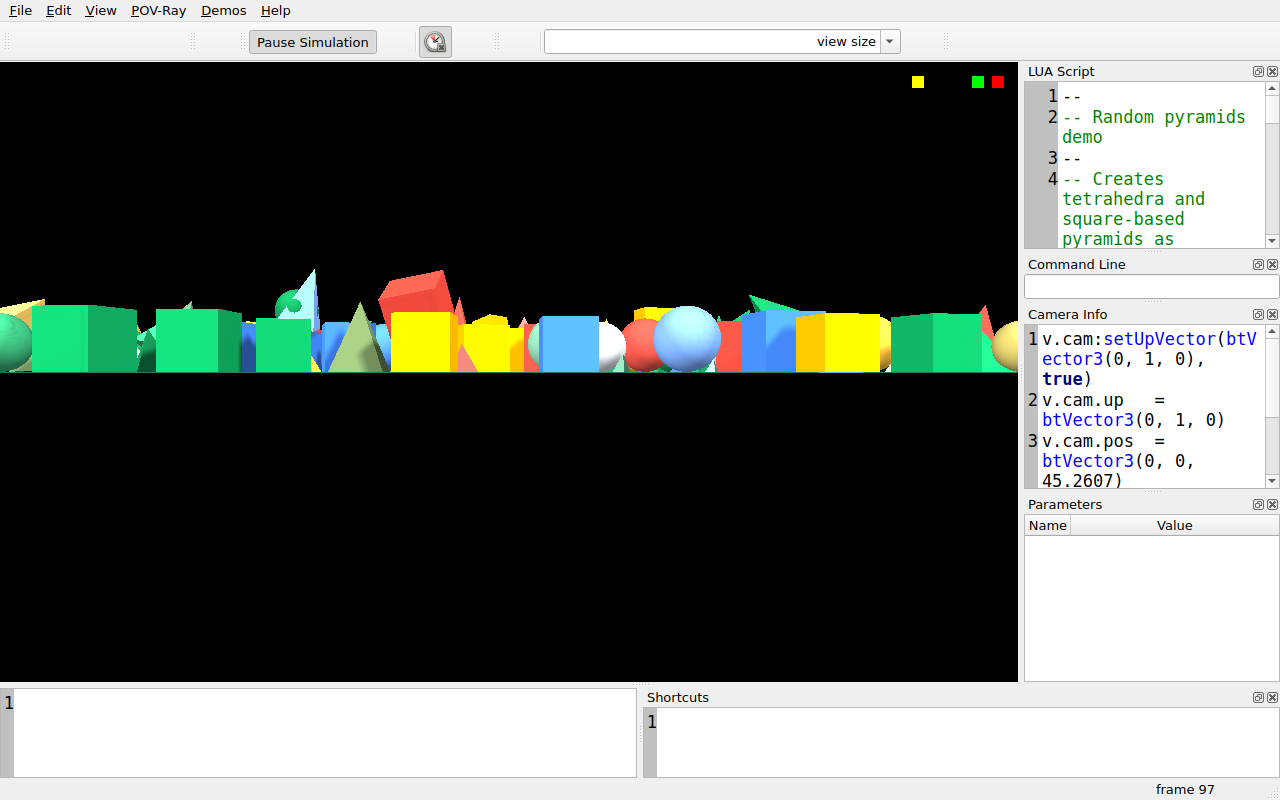 File Edit View POV-Ray Demos Help
Pause Simulation
view size
LUA Script
1 --
2 -- Random pyramids
demo
3 --
4 -- Creates
tetrahedra and
square-based
pyramids as
Command Line
Camera Info
1 v.cam:setUpVector(btV
ector3(0, 1, 0),
true)
2 v.cam.up   =
btVector3(0, 1, 0)
3 v.cam.pos  =
btVector3(0, 0,
45.2607)
Parameters
Name Value
1
Shortcuts
1
frame 97